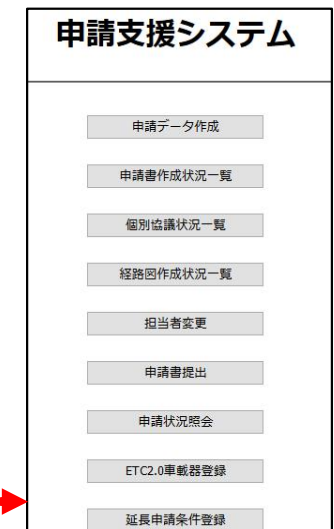 申請支援システム
申請データ作成
申請書作成状況一覧
個別協議状況一覧
経路図作成状況一覧
担当者変更
申請書提出
申請状況照会
ETC2.0車載器登録
延長申請条件登録